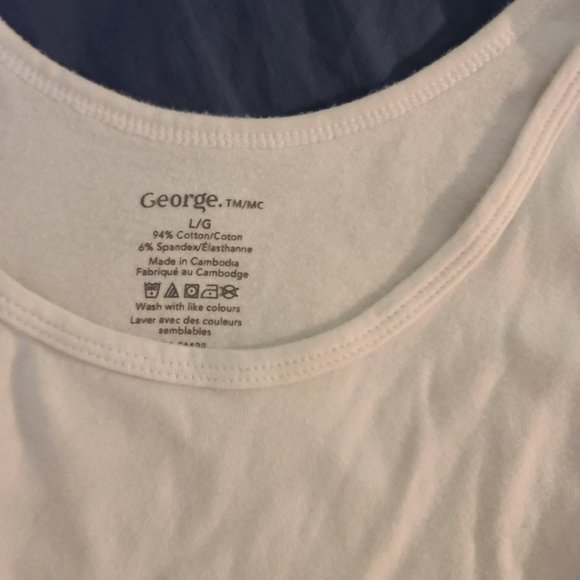 George. TM/MC
L/G
94% Cotton/Coton
6% Spandex/Élasthanne
Made in Cambodia
Fabriqué au Cambodge
Wash with like colours
Laver avec des couleurs
semblables